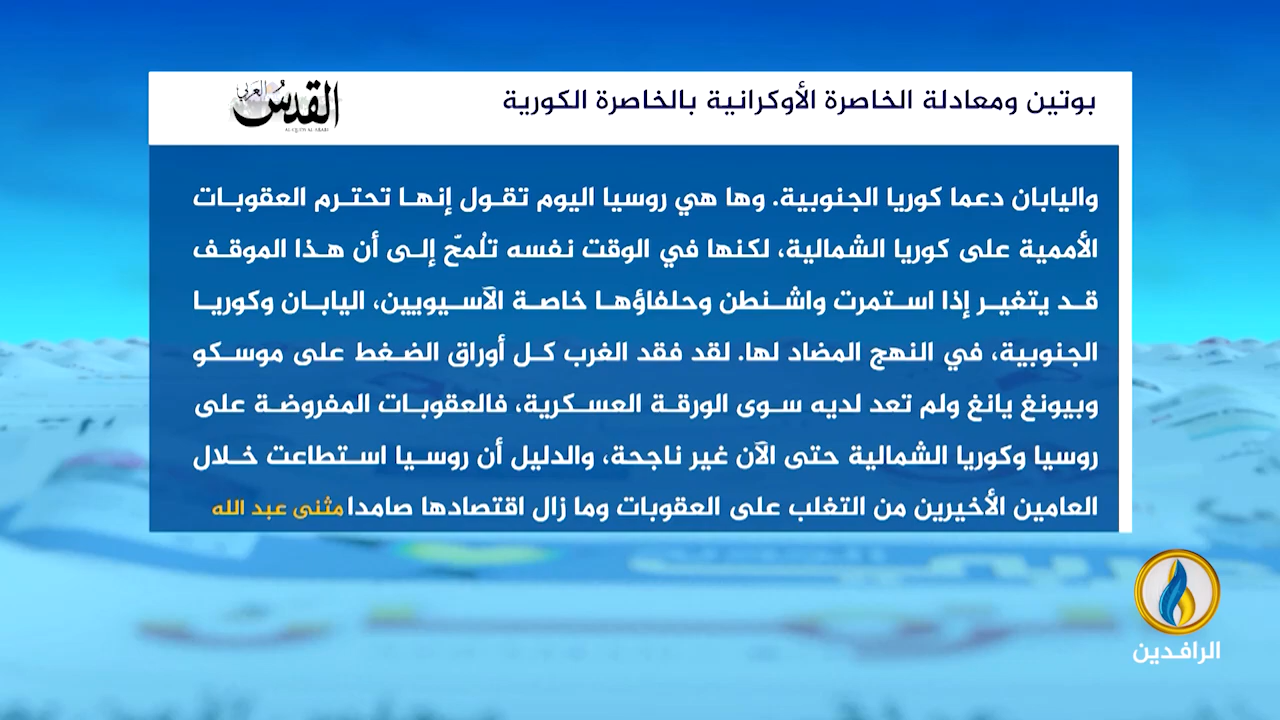 بوتين ومعادلة الخاصرة الأوكرانية بالخاصرة الكورية
القدس العربي
AL-QUDS AL-ARABI
واليابان دعما كوريا الجنوبية. وها هي روسيا اليوم تقول إنها تحترم العقوبات
الأممية على كوريا الشمالية، لكنها في الوقت نفسه تلُمحّ إلى أن هذا الموقف
قد يتغير إذا استمرت واشنطن وحلفاؤها خاصة الآسيويين، اليابان وكوريا
الجنوبية، في النهج المضاد لها. لقد فقد الغرب كل أوراق الضغط على موسكو
وبيونغ يانغ ولم تعد لديه سوى الورقة العسكرية، فالعقوبات المفروضة على
روسيا وكوريا الشمالية حتى الآن غير ناجحة، والدليل أن روسيا استطاعت خلال
العامين الأخيرين من التغلب على العقوبات وما زال اقتصادها صامدا مثنى عبد الله
الرافدين